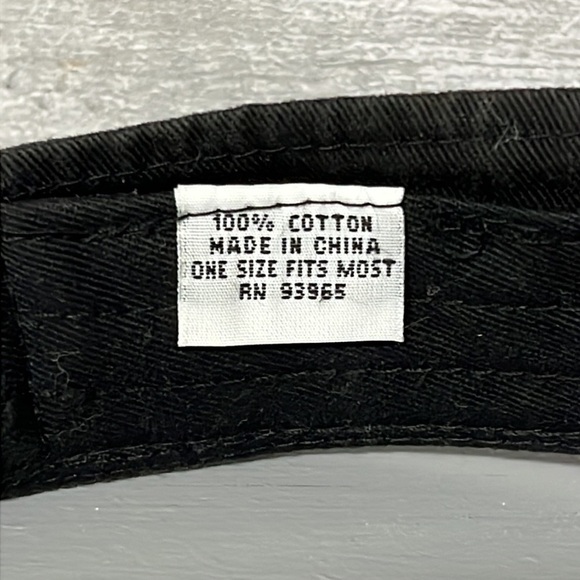 100% COTTON
MADE IN CHINA
ONE SIZE FITS MOST
RN 93965